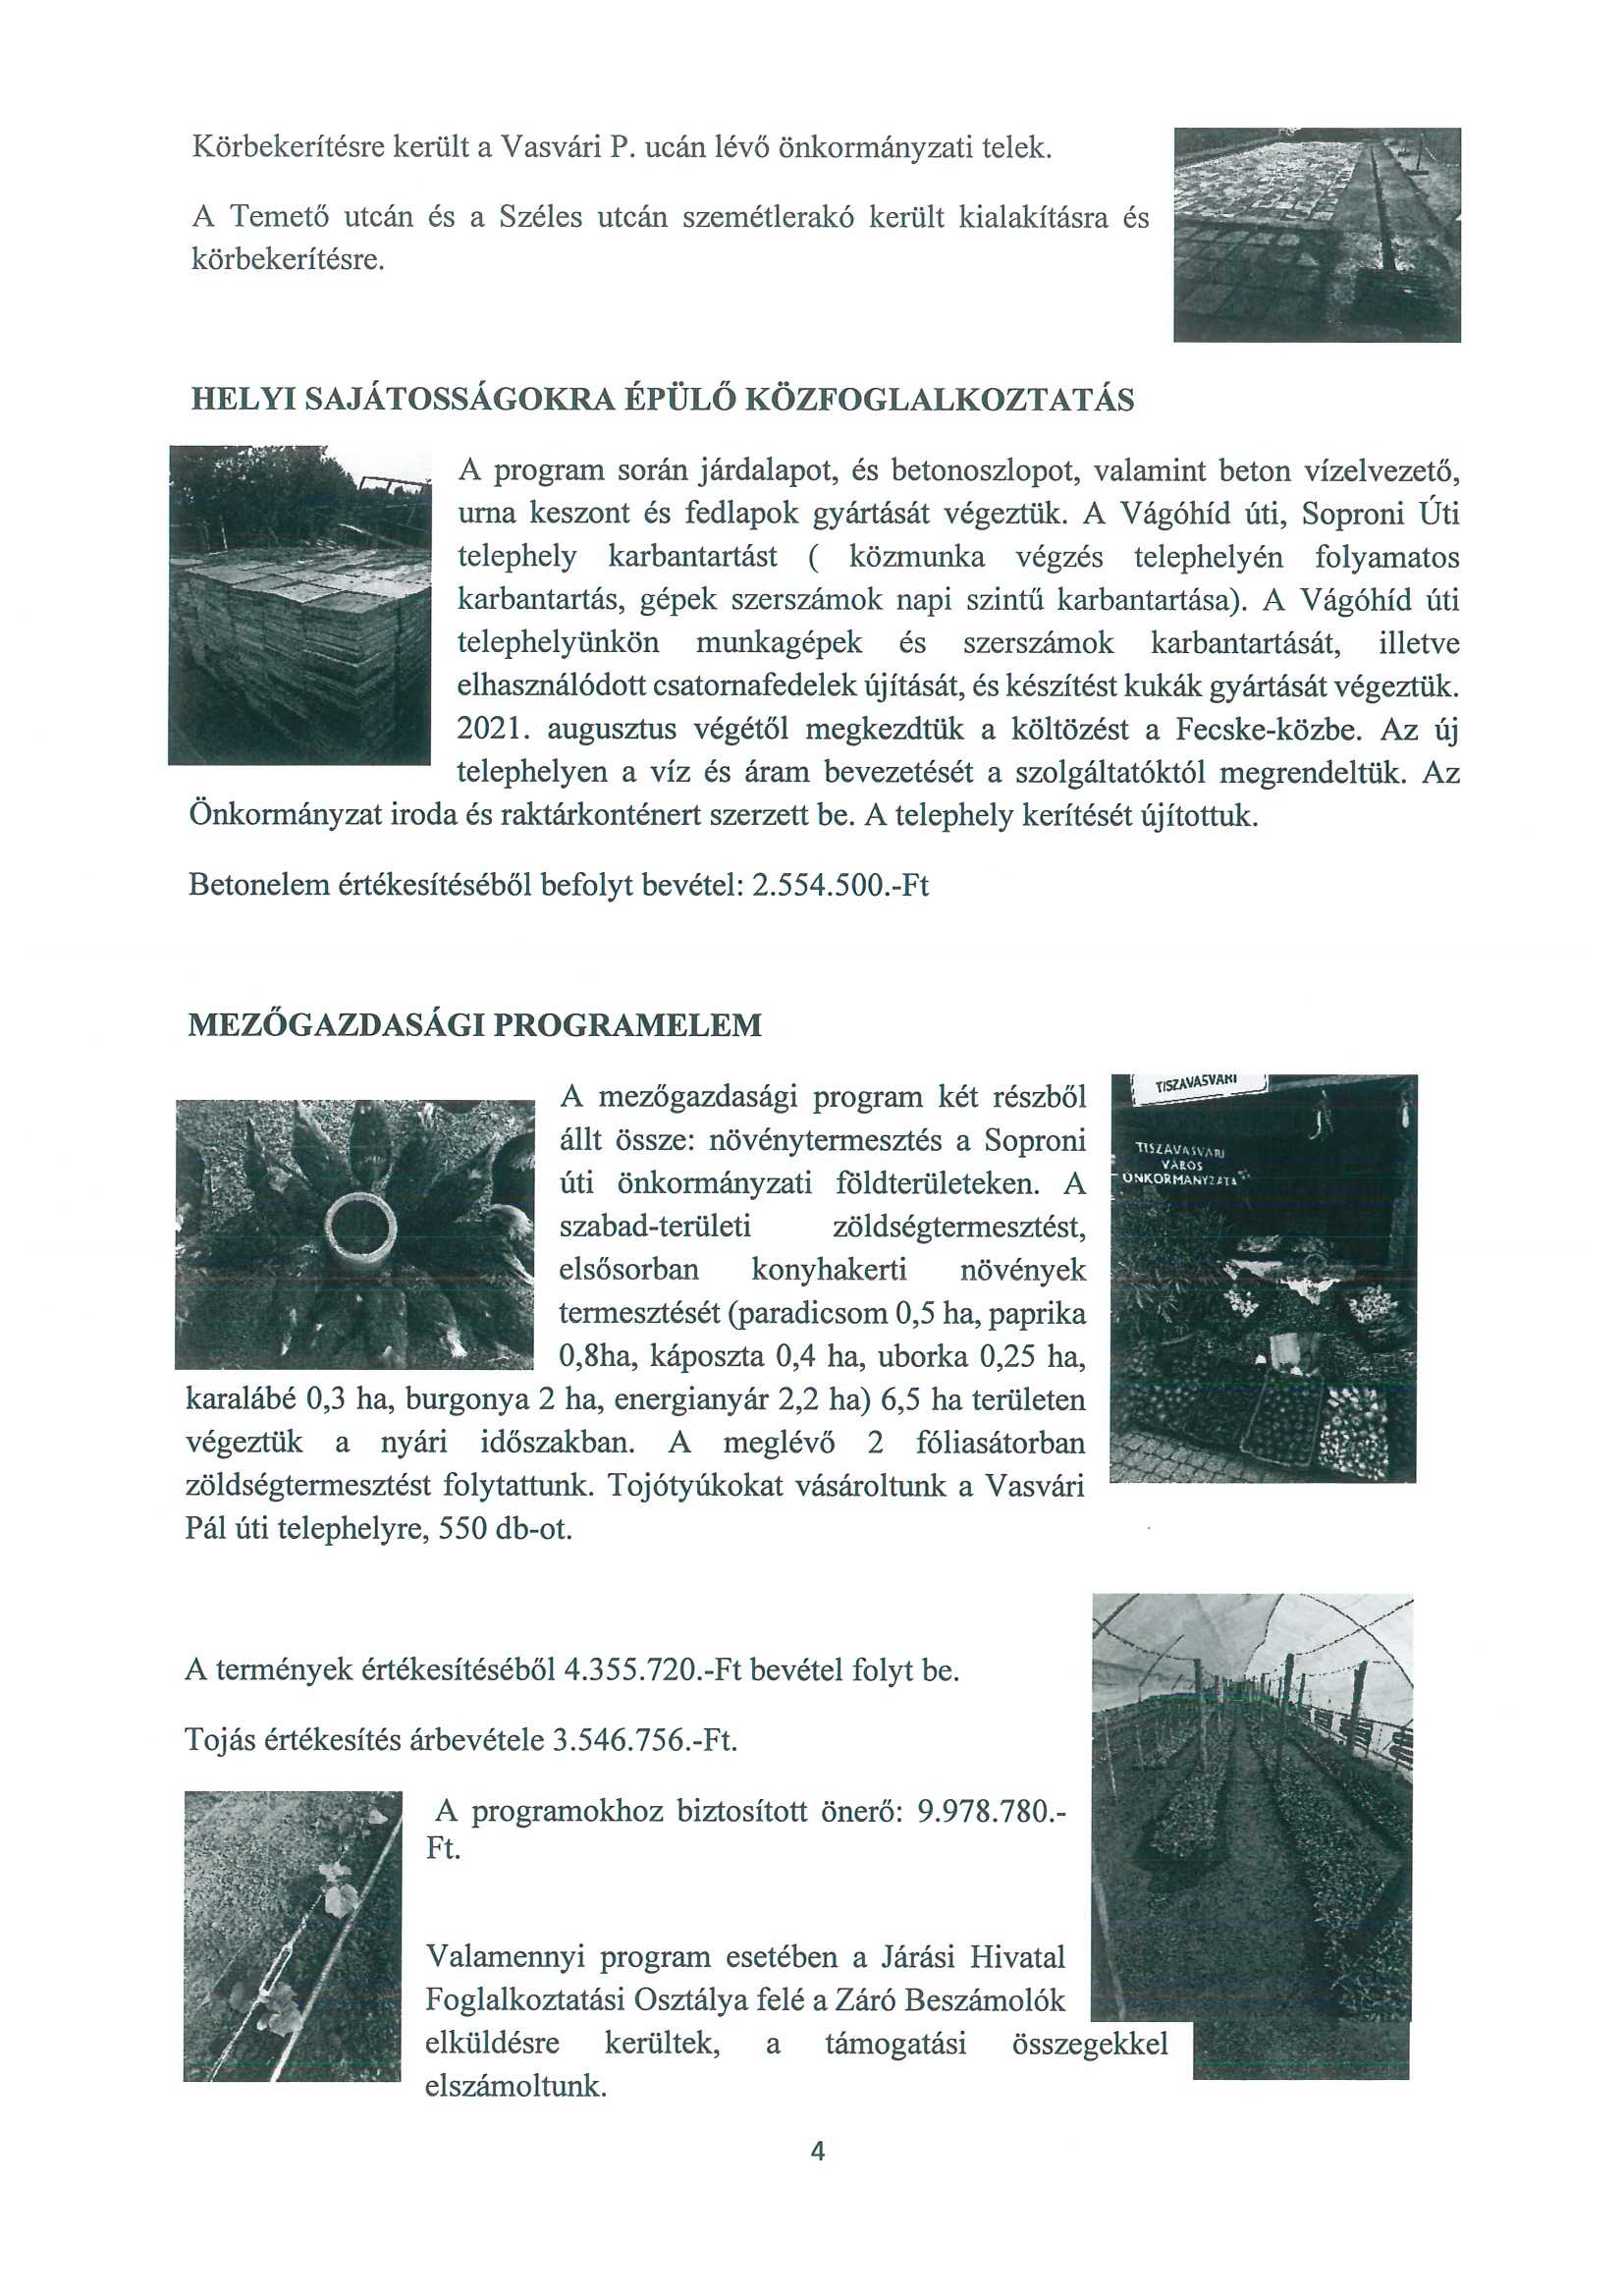 Körbekerítésre került a Vasvári P. ucán lévő önkormányzati telek.
A Temető utcán és a Széles utcán szemétlerakó került kialakításra és
körbekerítésre.
HELYI SAJÁTOSSÁGOKRA ÉPÜLŐ KÖZFOGLALKOZTATÁS
A program során járdalapot, és betonoszlopot, valamint beton vízelvezető,
urna keszont és fedlapok gyártását végeztük. A Vágóhíd úti, Soproni Úti
telephely karbantartást ( közmunka végzés telephelyén folyamatos
karbantartás, gépek szerszámok napi szintű karbantartása). A Vágóhíd úti
telephelyünkön munkagépek és szerszámok karbantartását, illetve
elhasználódott csatornafedelek újítását, és készítést kukák gyártását végeztük.
2021. augusztus végétől megkezdtük a költözést a Fecske-közbe. Az új
telephelyen a víz és áram bevezetését a szolgáltatóktól megrendeltük. Az
Önkormányzat iroda és raktárkonténert szerzett be. A telephely kerítését újítottuk.
Betonelem értékesítéséből befolyt bevétel: 2.554.500.-Ft
MEZŐGAZDASÁGI PROGRAMELEM
A mezőgazdasági program két részből
állt össze: növénytermesztés a Soproni
úti önkormányzati földterületeken. A
szabad-területi zöldségtermesztést,
elsősorban konyhakerti növények
termesztését (paradicsom 0,5 ha, paprika
0,8ha, káposzta 0,4 ha, uborka 0,25 ha,
karalábé 0,3 ha, burgonya 2 ha, energianyár 2,2 ha) 6,5 ha területen
végeztük a nyári időszakban. A meglévő 2 fóliasátorban
zöldségtermesztést folytattunk. Tojótyúkokat vásároltunk a Vasvári
Pál úti telephelyre, 550 db-ot.
TISZAVASVÁRI
TISZAVASVÁRI
VÁROS
ÖNKORMÁNYZATA
A termények értékesítéséből 4.355.720.-Ft bevétel folyt be.
Tojás értékesítés árbevétele 3.546.756.-Ft.
A programokhoz biztosított önerő: 9.978.780.-
Ft.
Valamennyi program esetében a Járási Hivatal
Foglalkoztatási Osztálya felé a Záró Beszámolók
elküldésre kerültek, a támogatási összegekkel
elszámoltunk.
4